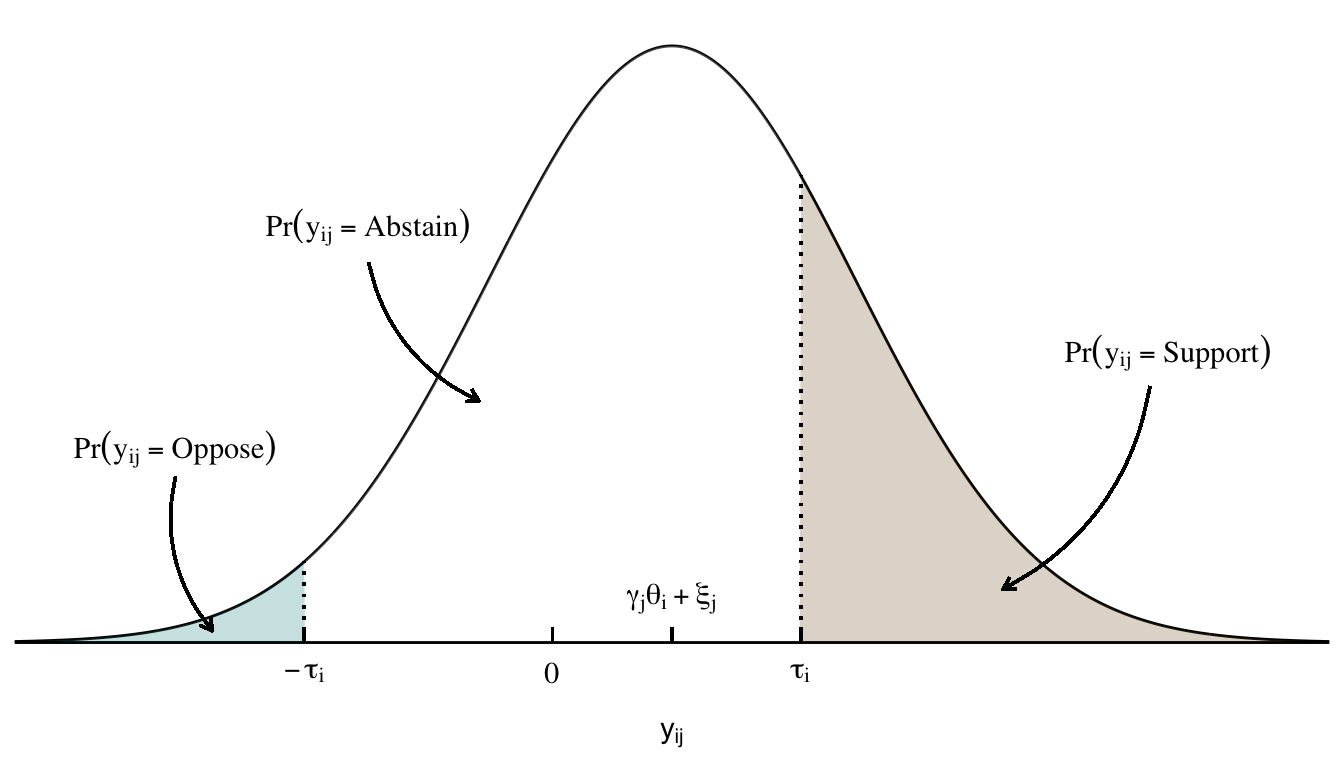 Pr(yij = Abstain)
Pr(yij = Support)
Pr(yij = Oppose)
γjθi + ξj
−τi
0
τi
yij